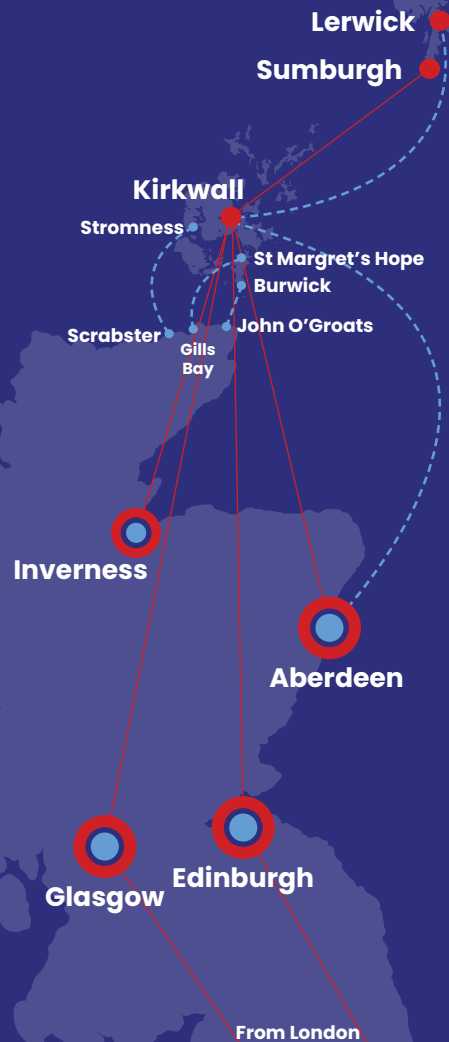 Lerwick
Sumburgh
Kirkwall
Stromness
St Margret's Hope
Burwick
John O'Groats
Scrabster
Gills
Bay
Inverness
Aberdeen
Edinburgh
Glasgow
From London